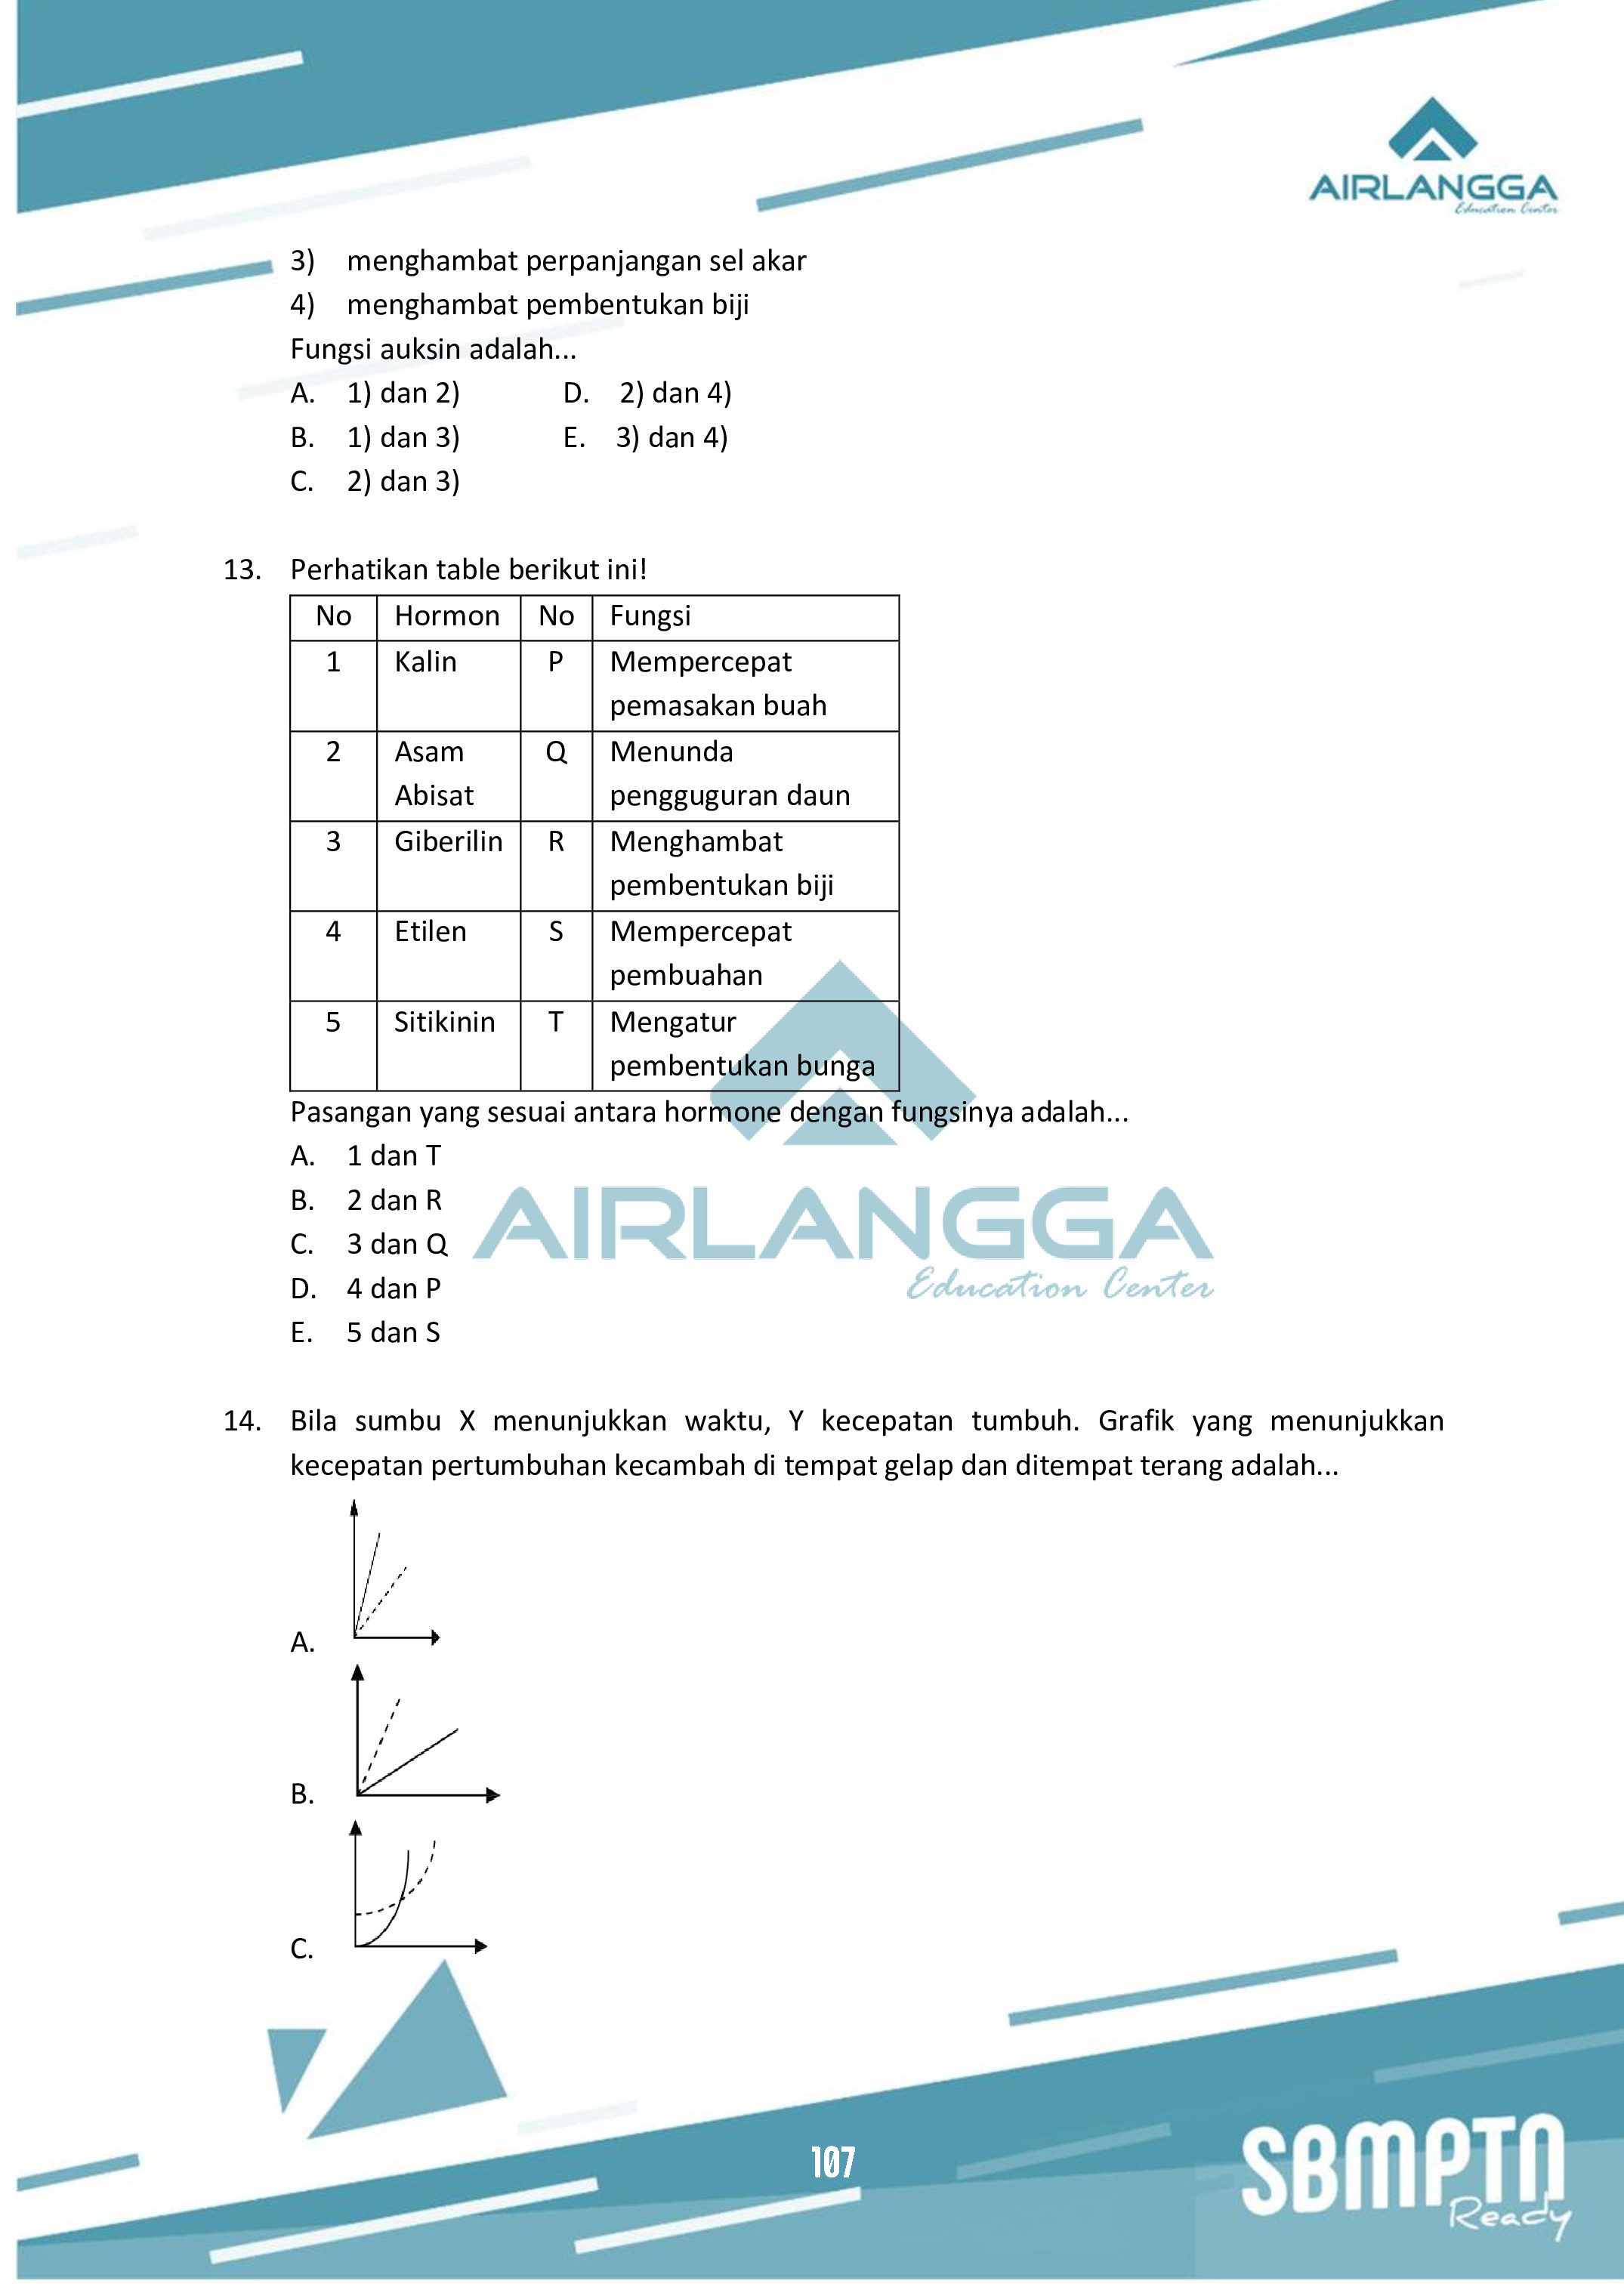 AIRLANGGA
Education Center
3) menghambat perpanjangan sel akar
4) menghambat pembentukan biji
Fungsi auksin adalah...
A. 1) dan 2) D. 2) dan 4)
B. 1) dan 3) E. 3) dan 4)
C. 2) dan 3)
13. Perhatikan table berikut ini!
No Hormon No Fungsi
1 Kalin P Mempercepat
pemasakan buah
2 Asam Q Menunda
Abisat pengguguran daun
3 Giberilin R Menghambat
pembentukan biji
4 Etilen S Mempercepat
pembuahan
5 Sitikinin T Mengatur
pembentukan bunga
Pasangan yang sesuai antara hormone dengan fungsinya adalah...
A. 1 dan T
B. 2 dan R
C. 3 dan Q
D. 4 dan P
E. 5 dan S
AIRLANGGA
Education Center
14. Bila sumbu X menunjukkan waktu, Y kecepatan tumbuh. Grafik yang menunjukkan
kecepatan pertumbuhan kecambah di tempat gelap dan ditempat terang adalah...
A.
B.
C.
107
SBMPTN
Ready